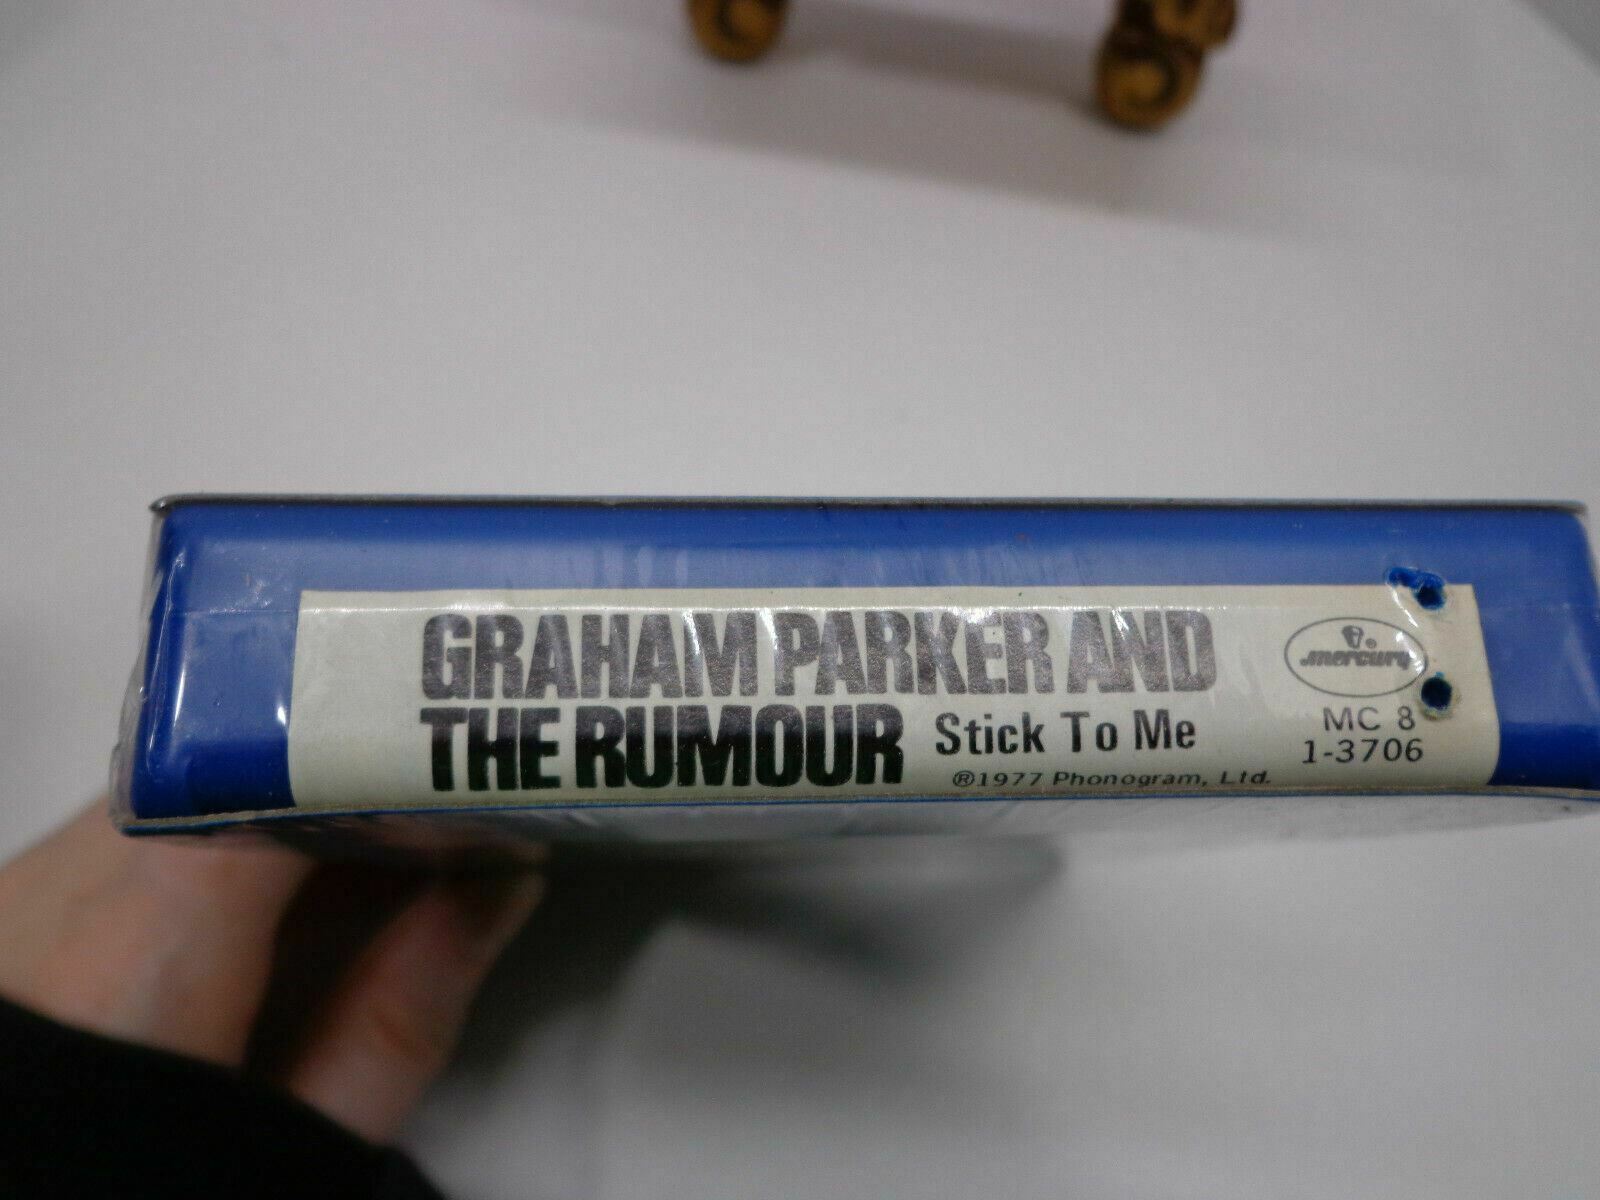 GRAHAM PARKER AND
THE RUMOUR Stick To Me
℗1977 Phonogram, Ltd.
mercury
MC 8
1-3706